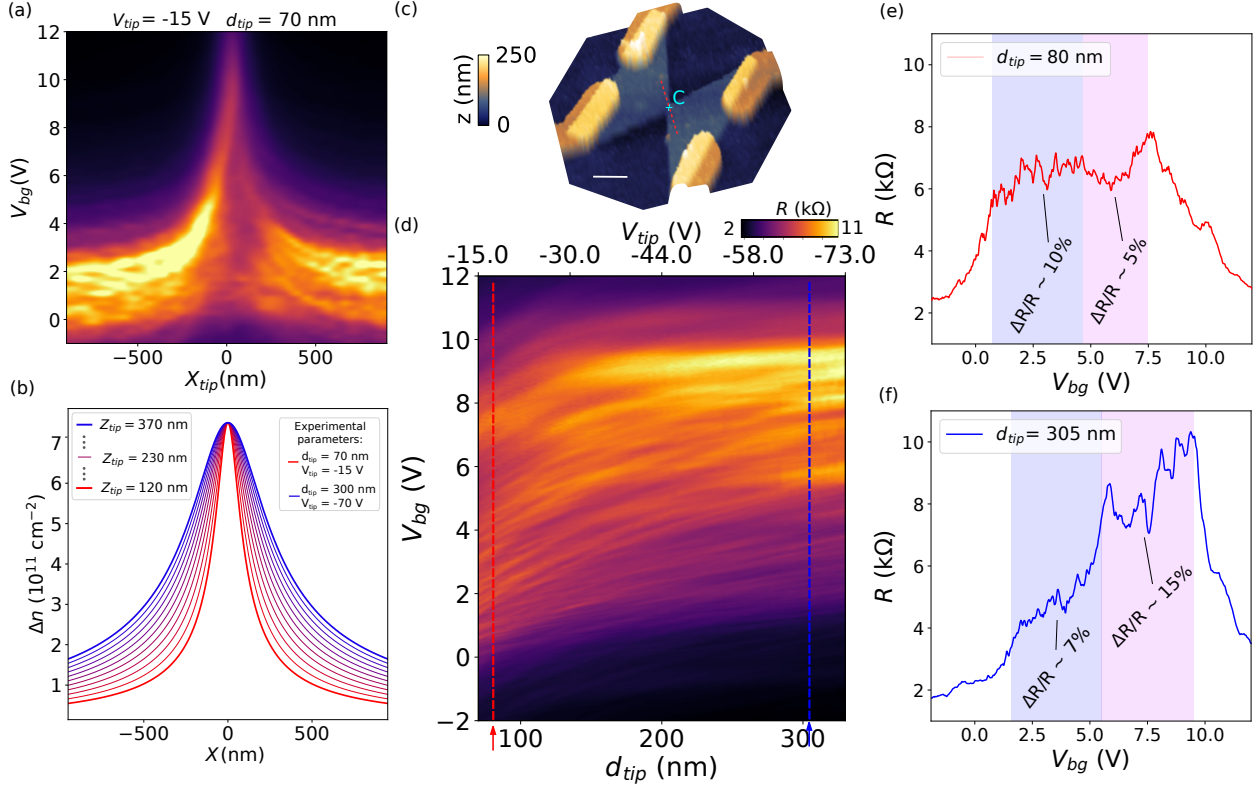 (a)
V_tip = -15 V d_tip = 70 nm
12
10
8
6
4
2
0
V_bg(V)
−500 0 500
X_tip(nm)
(b)
Z_tip = 370 nm
Z_tip = 230 nm
Z_tip = 120 nm
Experimental
parameters:
d_tip = 70 nm
V_tip = -15 V
d_tip = 300 nm
V_tip = -70 V
7
6
5
4
3
2
1
Δn (10^11 cm^−2)
−500 0 500
X(nm)
(c)
250
0
z (nm)
C
(d)
V_tip (V)
R (kΩ)
2 11
-15.0 -30.0 -44.0 -58.0 -73.0
12
10
8
6
4
2
0
−2
V_bg (V)
100 200 300
d_tip (nm)
(e)
d_tip = 80 nm
10
8
6
4
2
R (kΩ)
ΔR/R ~ 10%
ΔR/R ~ 5%
0.0 2.5 5.0 7.5 10.0
V_bg (V)
(f)
d_tip= 305 nm
10
8
6
4
2
R (kΩ)
ΔR/R ~ 7%
ΔR/R ~ 15%
0.0 2.5 5.0 7.5 10.0
V_bg (V)